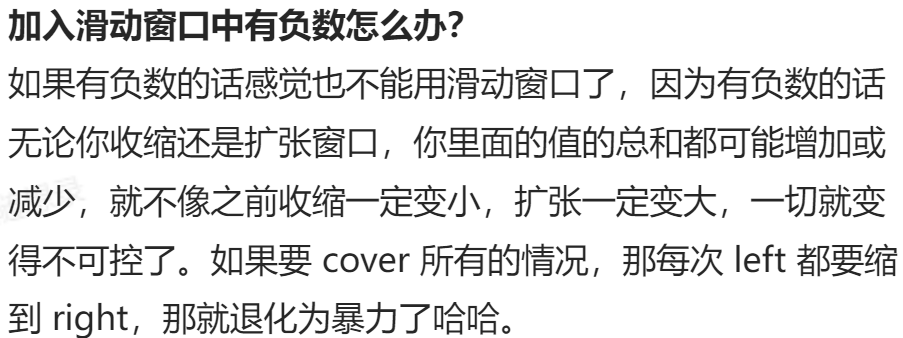 加入滑动窗口中有负数怎么办？
如果有负数的话感觉也不能用滑动窗口了，因为有负数的话
无论你收缩还是扩张窗口，你里面的值的总和都可能增加或
减少，就不像之前收缩一定变小，扩张一定变大，一切就变
得不可控了。如果要 cover 所有的情况，那每次 left 都要缩
到 right，那就退化为暴力了哈哈。